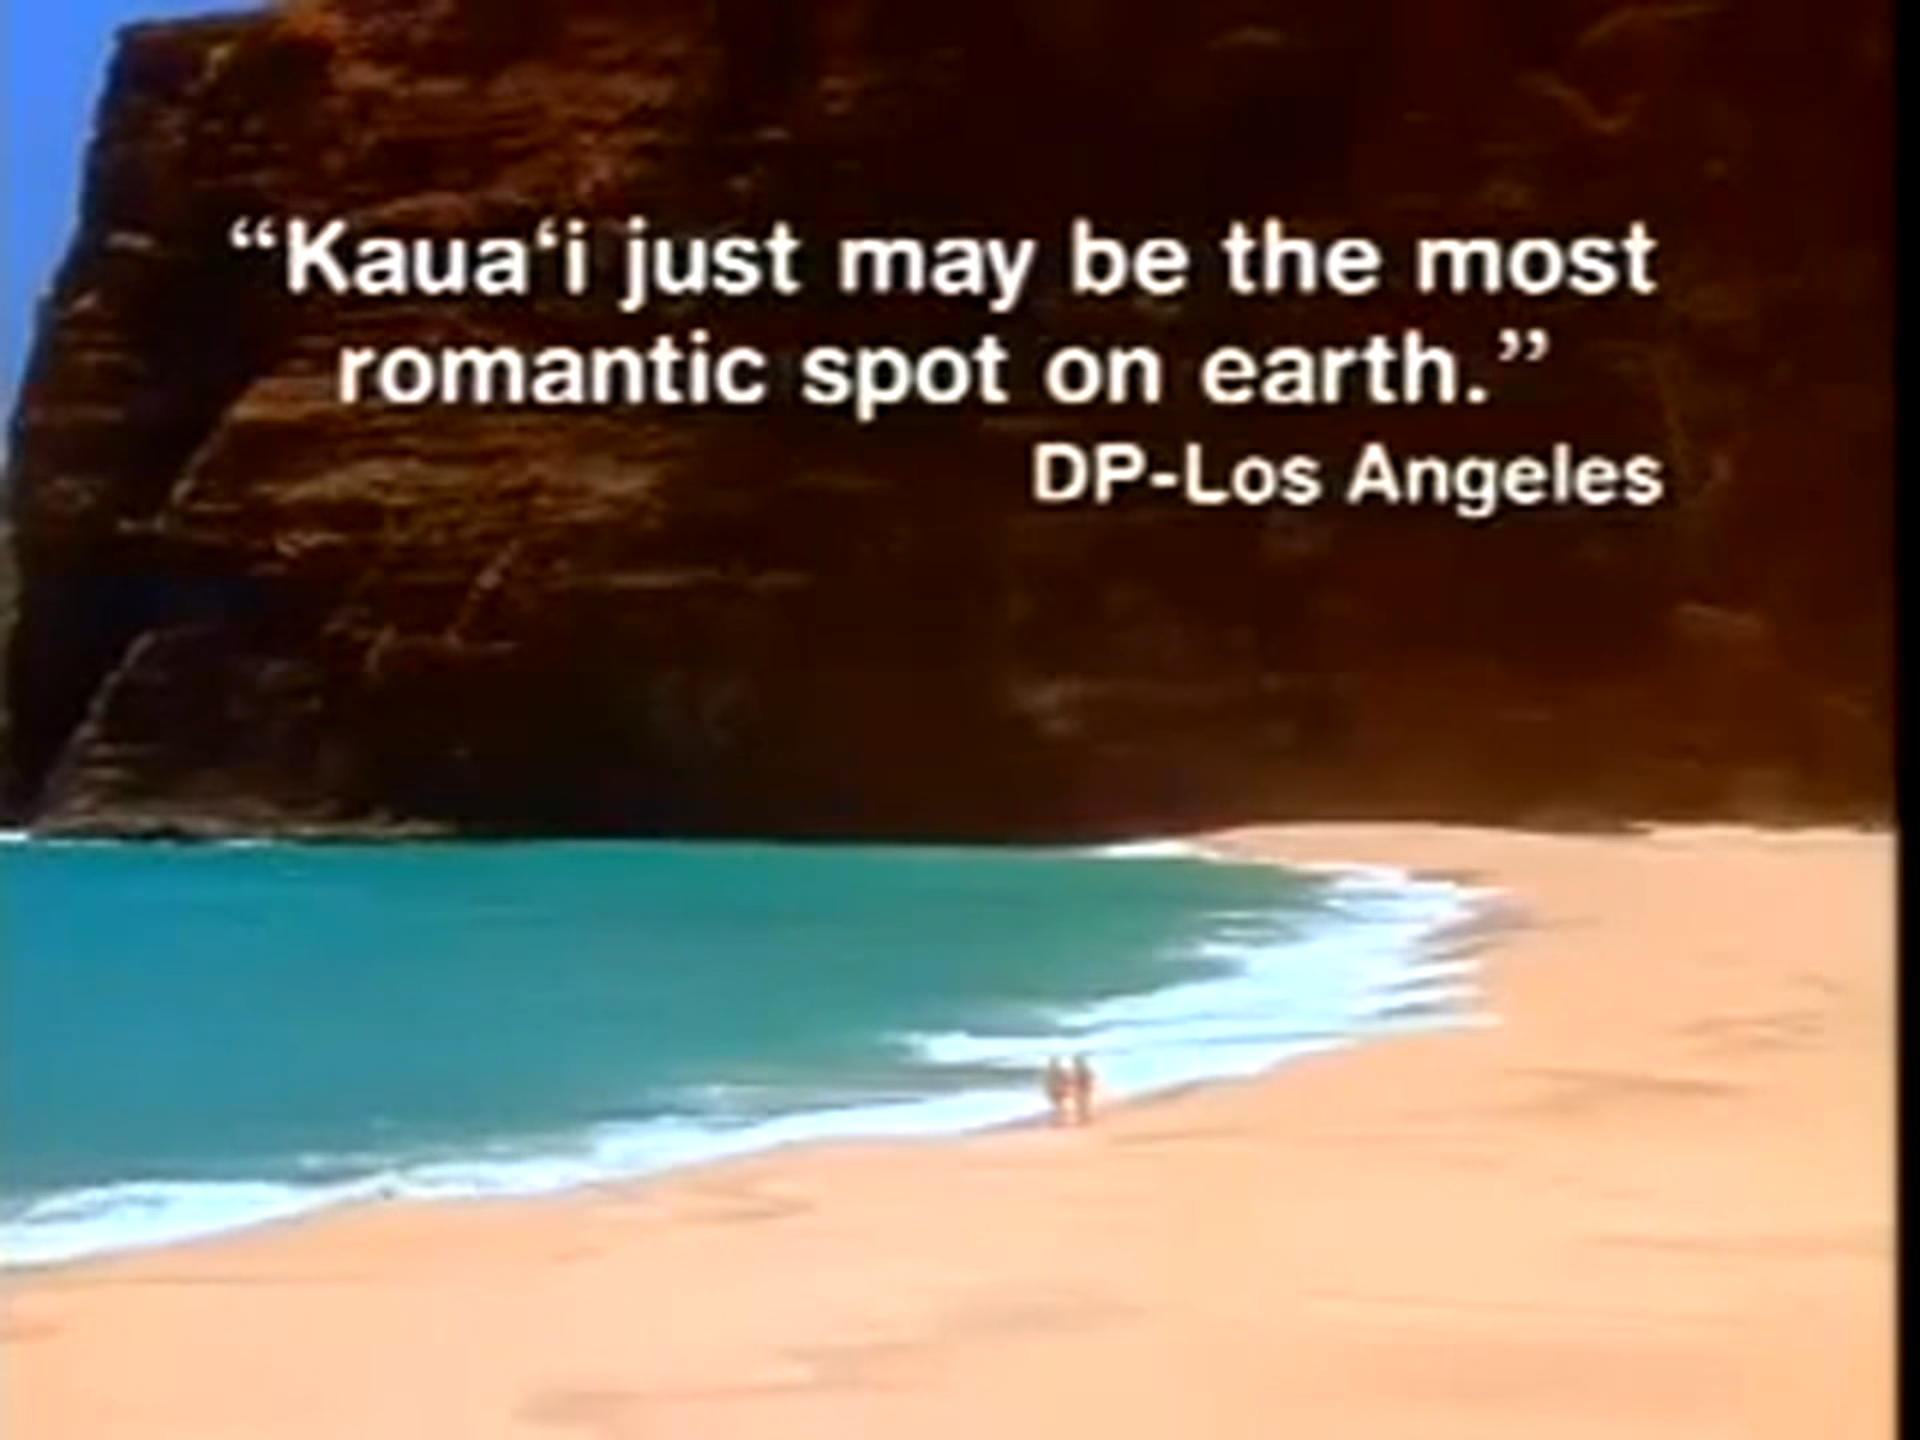 “Kaua‘i just may be the most
romantic spot on earth.”
DP-Los Angeles